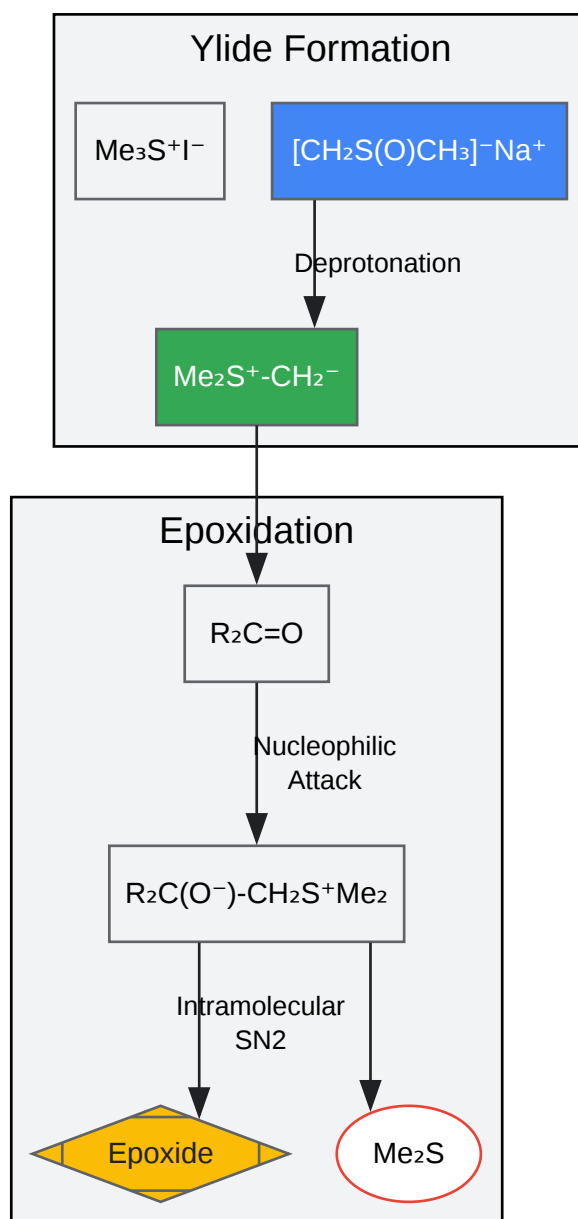 Ylide Formation
Me₃S⁺I⁻
[CH₂S(O)CH₃]⁻Na⁺
Deprotonation
Me₂S⁺-CH₂⁻
Epoxidation
R₂C=O
Nucleophilic
Attack
R₂C(O⁻)-CH₂S⁺Me₂
Intramolecular
SN2
Epoxide
Me₂S